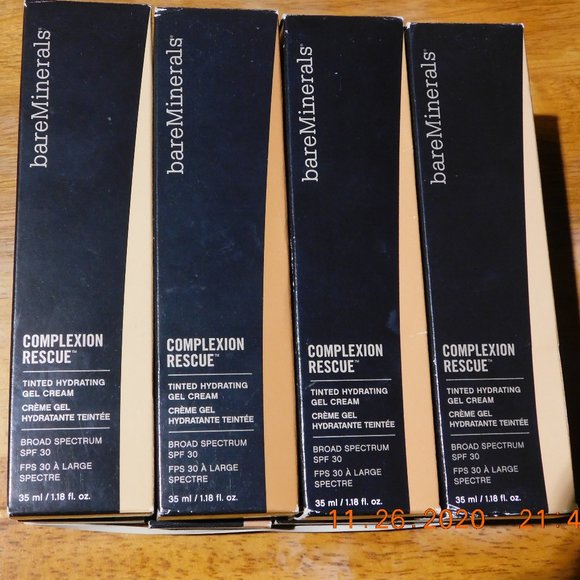 bareMinerals®
COMPLEXION
RESCUE™
TINTED HYDRATING
GEL CREAM
CRÈME GEL
HYDRATANTE TEINTÉE
BROAD SPECTRUM
SPF 30
FPS 30 À LARGE
SPECTRE
35 ml / 1.18 fl. oz.
bareMinerals®
COMPLEXION
RESCUE™
TINTED HYDRATING
GEL CREAM
CRÈME GEL
HYDRATANTE TEINTÉE
BROAD SPECTRUM
SPF 30
FPS 30 À LARGE
SPECTRE
35 ml / 1.18 fl. oz.
bareMinerals®
COMPLEXION
RESCUE™
TINTED HYDRATING
GEL CREAM
CRÈME GEL
HYDRATANTE TEINTÉE
BROAD SPECTRUM
SPF 30
FPS 30 À LARGE
SPECTRE
35 ml / 1.18 fl. oz.
bareMinerals®
COMPLEXION
RESCUE™
TINTED HYDRATING
GEL CREAM
CRÈME GEL
HYDRATANTE TEINTÉE
BROAD SPECTRUM
SPF 30
FPS 30 À LARGE
SPECTRE
35 ml / 1.18 fl. oz.
11.26.2020 21:4